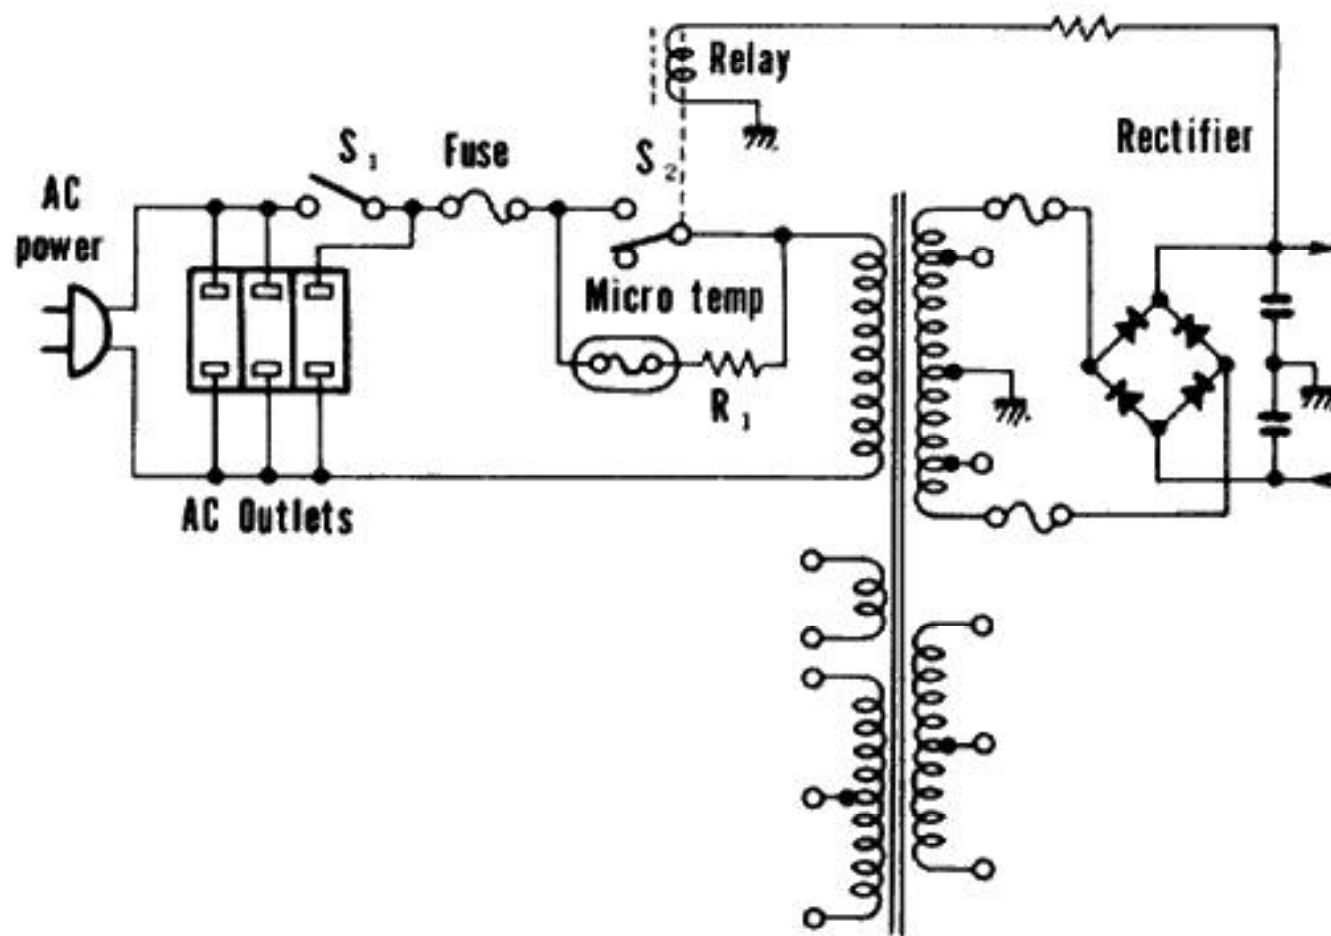 Relay
Rectifier
S₁
Fuse
S₂
AC
power
Micro temp
R₁
AC Outlets